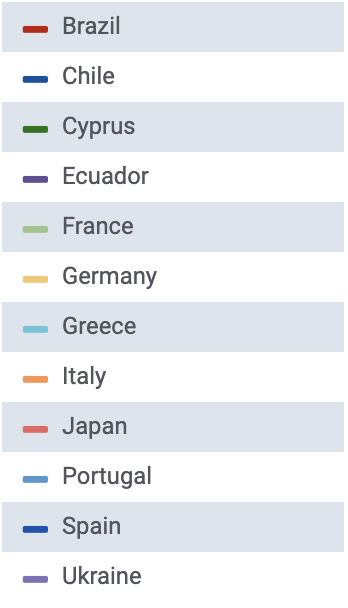 Brazil
Chile
Cyprus
Ecuador
France
Germany
Greece
Italy
Japan
Portugal
Spain
Ukraine